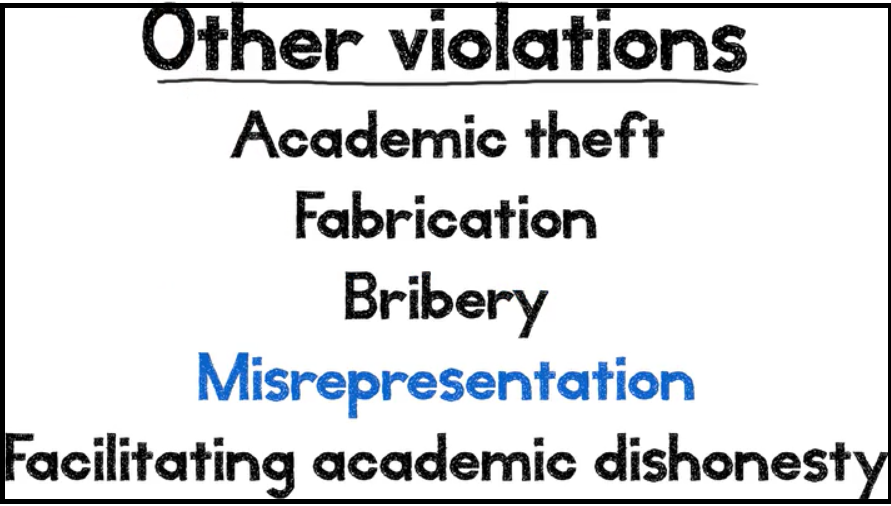 Other violations
Academic theft
Fabrication
Bribery
Misrepresentation
Facilitating academic dishonesty